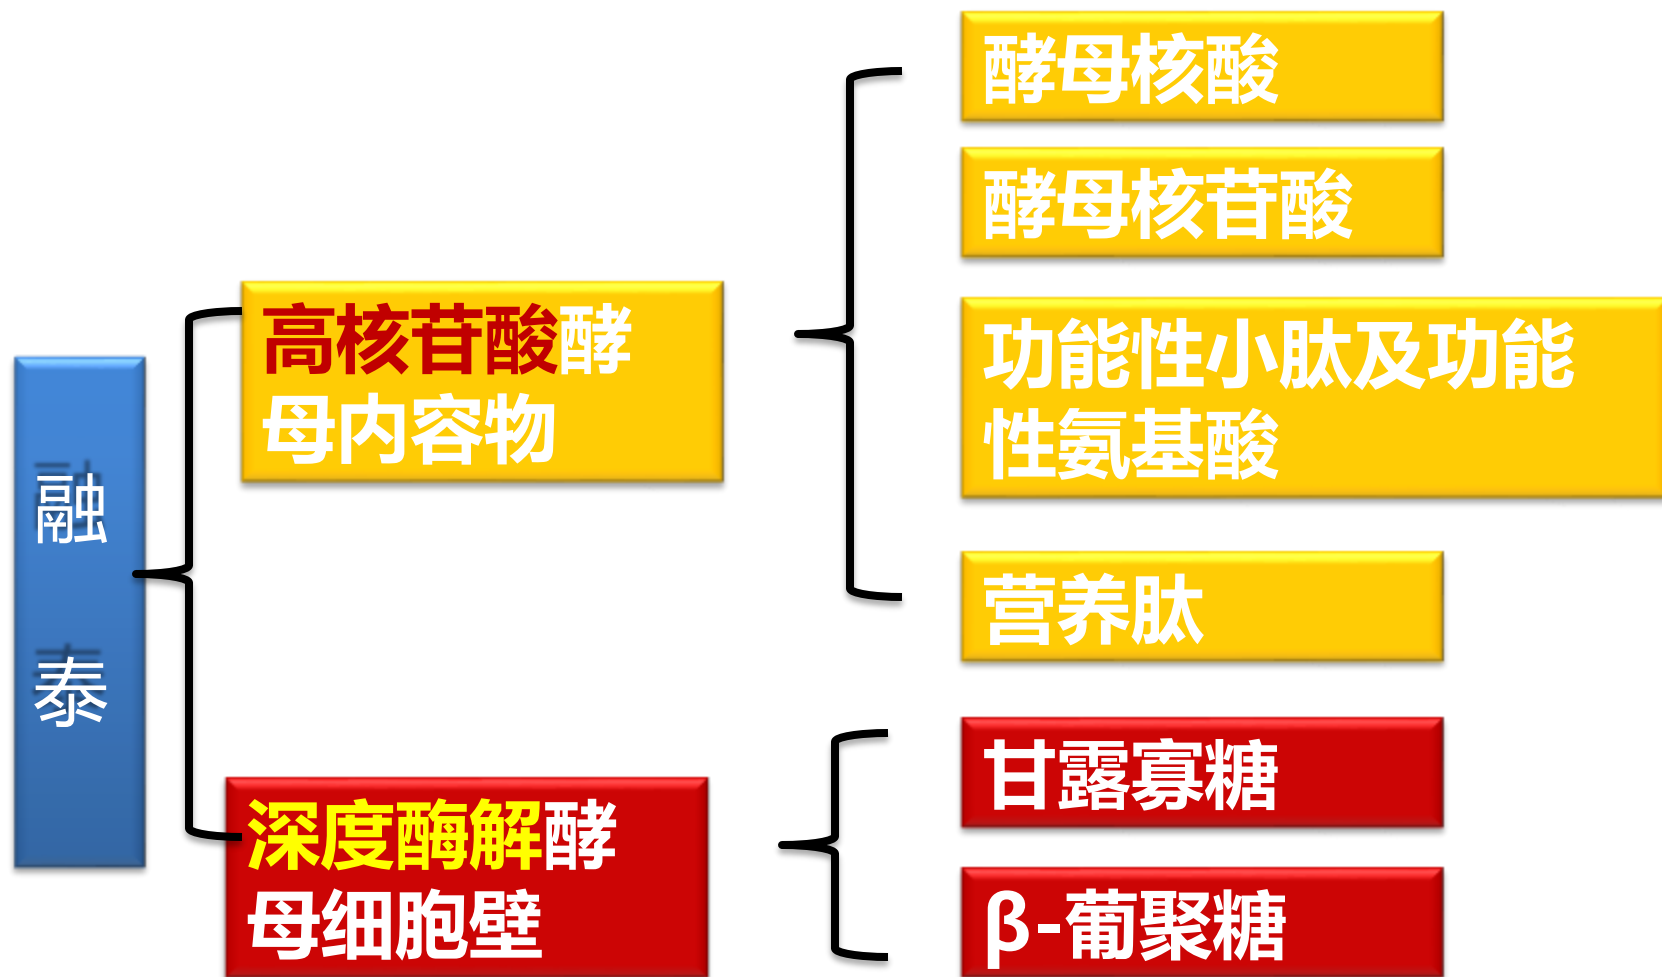 融
泰
高核苷酸酵
母内容物
酵母核酸
酵母核苷酸
功能性小肽及功能
性氨基酸
营养肽
深度酶解酵
母细胞壁
甘露寡糖
β-葡聚糖